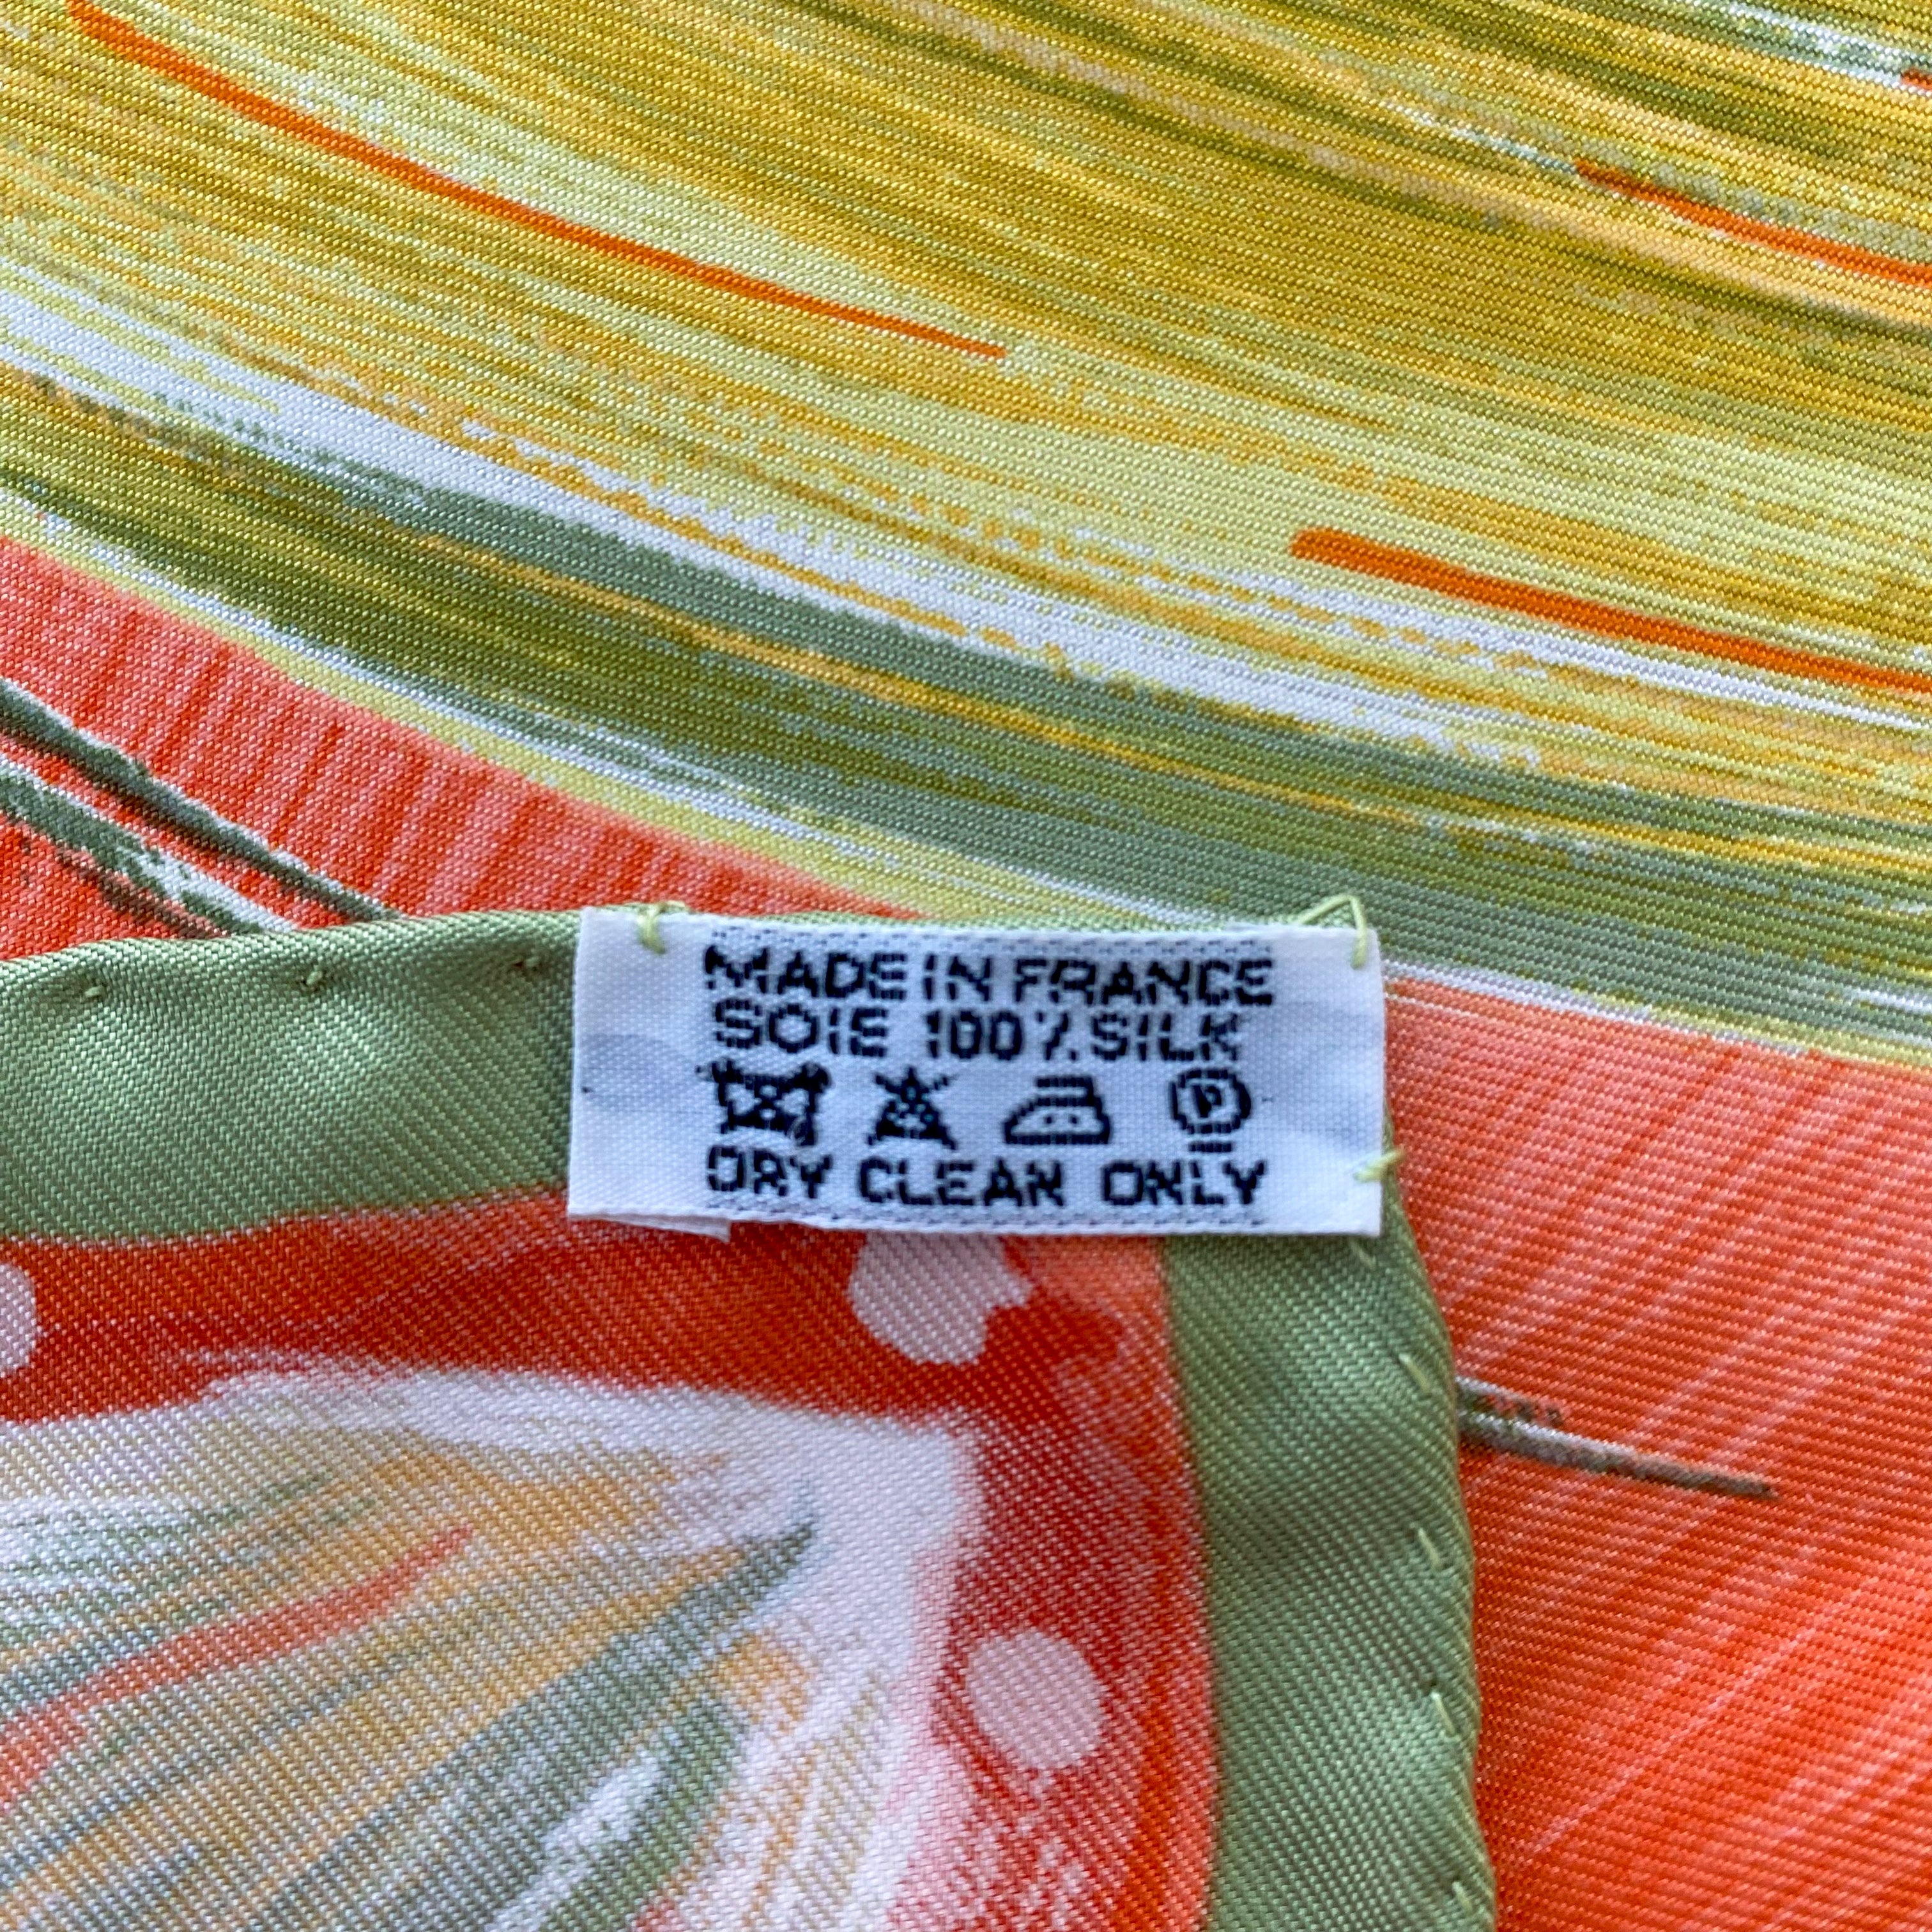 MADE IN FRANCE
SOIE 100% SILK
P
DRY CLEAN ONLY